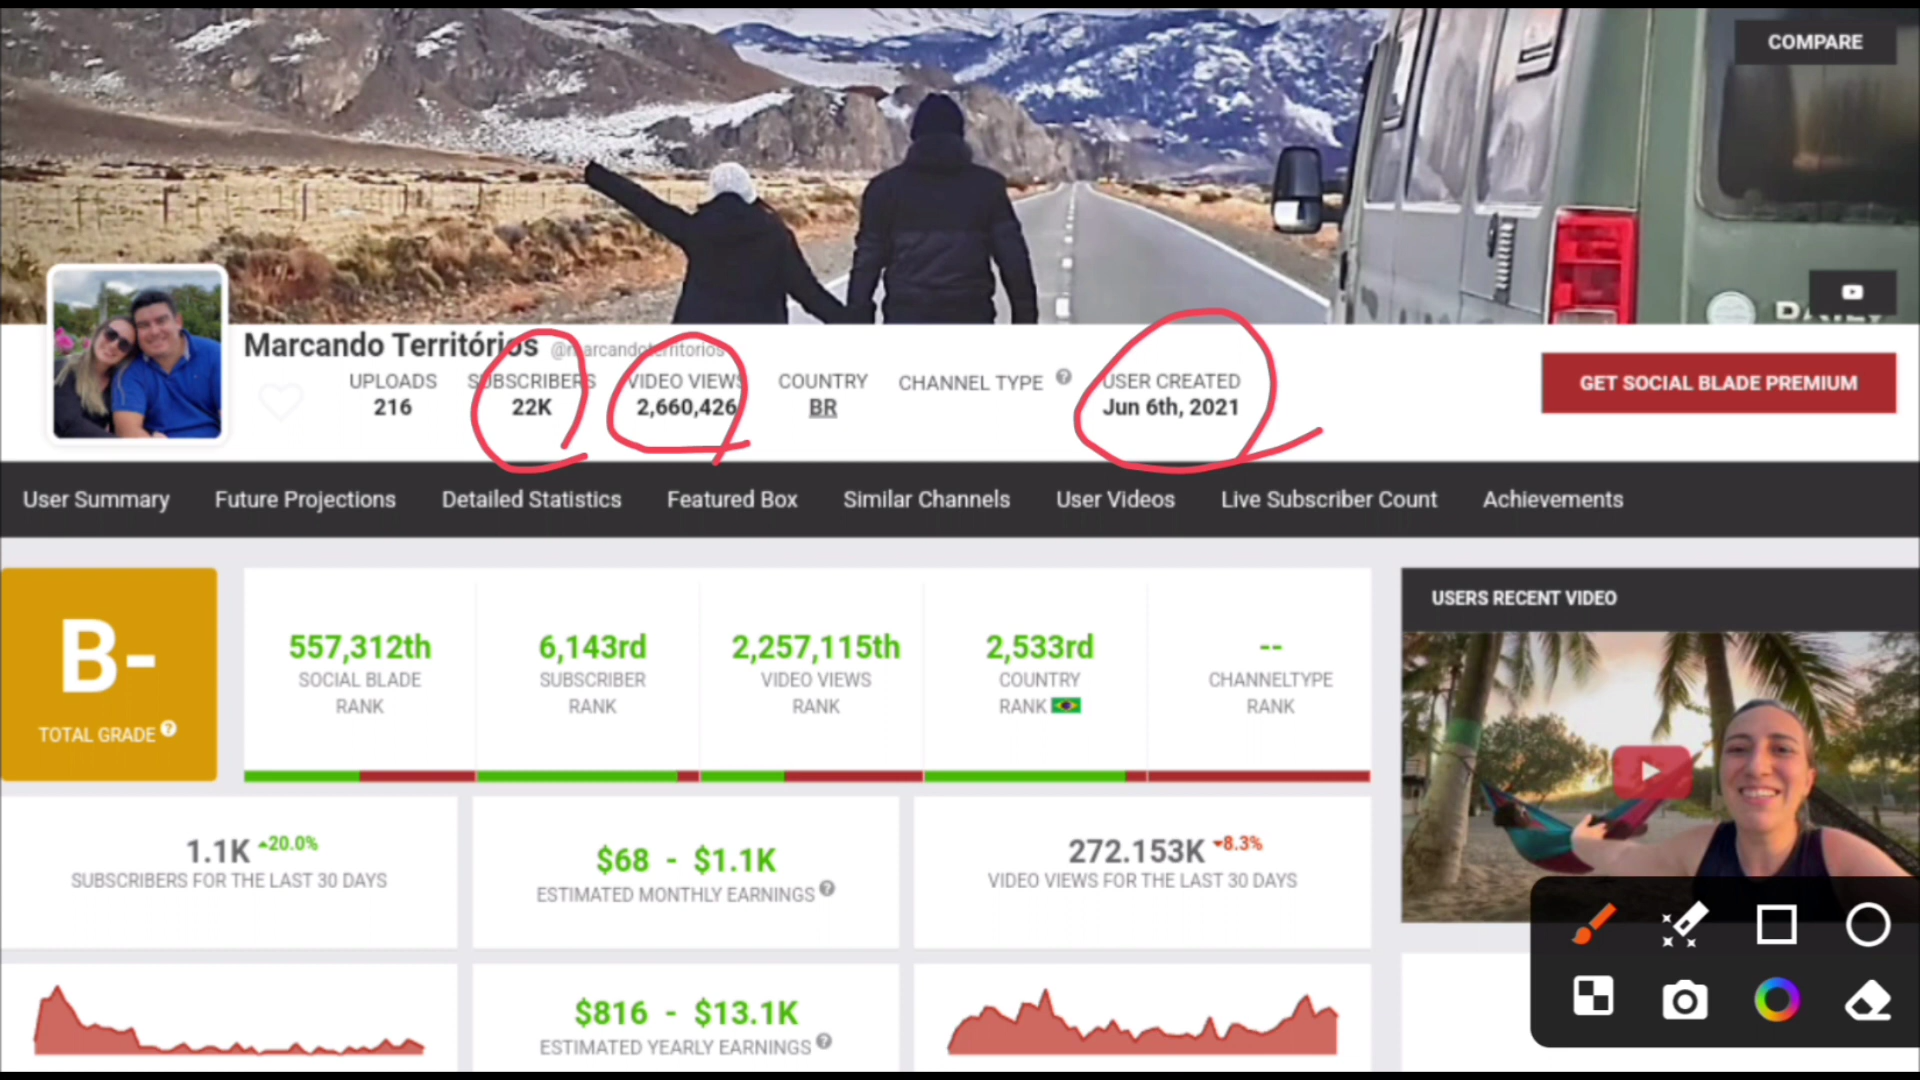 COMPARE
Marcando Territórios @marcandoterritorios
UPLOADS
216
SUBSCRIBERS
22K
VIDEO VIEWS
2,660,426
COUNTRY
BR
CHANNEL TYPE ?
USER CREATED
Jun 6th, 2021
GET SOCIAL BLADE PREMIUM
User Summary Future Projections Detailed Statistics Featured Box Similar Channels User Videos Live Subscriber Count Achievements
B-
TOTAL GRADE ?
557,312th
SOCIAL BLADE
RANK
6,143rd
SUBSCRIBER
RANK
2,257,115th
VIDEO VIEWS
RANK
2,533rd
COUNTRY
RANK
--
CHANNELTYPE
RANK
USERS RECENT VIDEO
1.1K 20.0%
SUBSCRIBERS FOR THE LAST 30 DAYS
$68 - $1.1K
ESTIMATED MONTHLY EARNINGS ?
272.153K 8.3%
VIDEO VIEWS FOR THE LAST 30 DAYS
$816 - $13.1K
ESTIMATED YEARLY EARNINGS ?